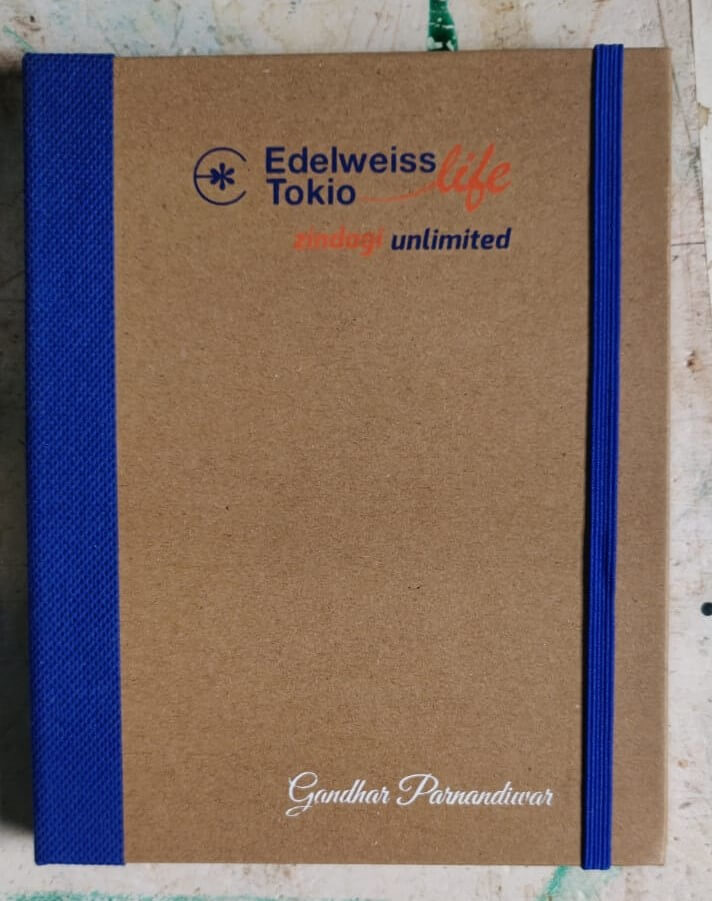 Edelweiss life
Tokio
zindagi unlimited
Gandhar Parnandiwar